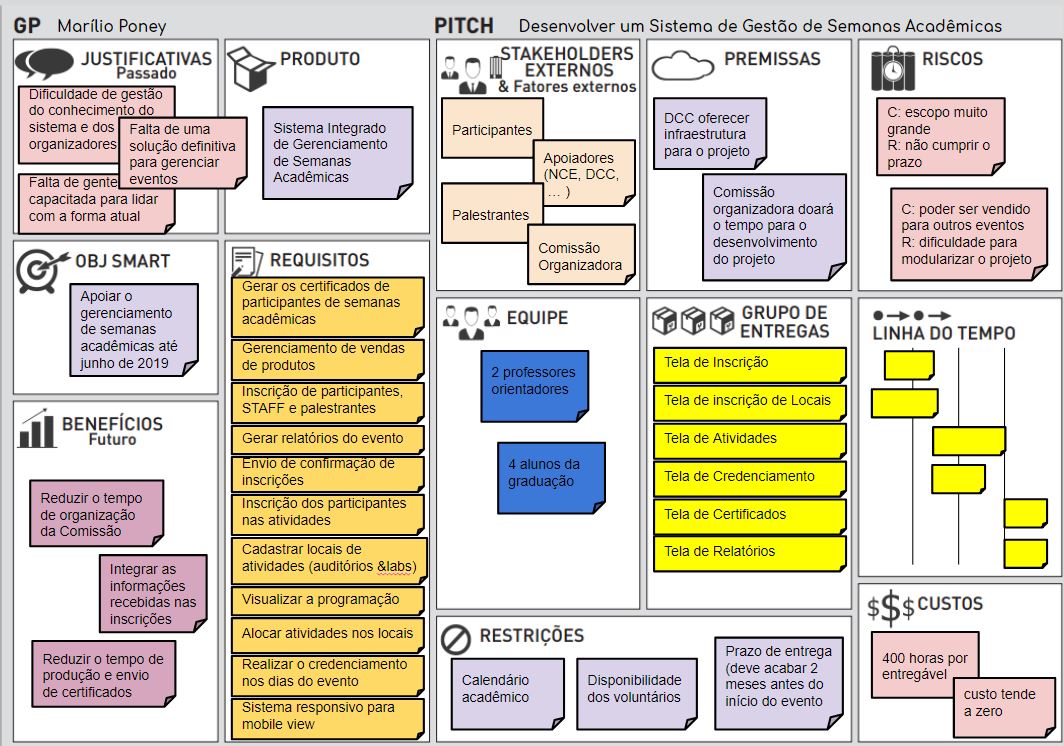 GP Marílio Poney
PITCH Desenvolver um Sistema de Gestão de Semanas Acadêmicas
JUSTIFICATIVAS
Passado
Dificuldade de gestão
do conhecimento do
sistema e dos
organizadores
Falta de uma
solução definitiva
para gerenciar
eventos
Falta de gente
capacitada para lidar
com a forma atual
PRODUTO
Sistema Integrado
de Gerenciamento
de Semanas
Acadêmicas
STAKEHOLDERS
EXTERNOS
& Fatores externos
Participantes
Apoiadores
(NCE, DCC,
... )
Palestrantes
Comissão
Organizadora
PREMISSAS
DCC oferecer
infraestrutura
para o projeto
Comissão
organizadora doará
o tempo para o
desenvolvimento
do projeto
RISCOS
C: escopo muito
grande
R: não cumprir o
prazo
C: poder ser vendido
para outros eventos
R: dificuldade para
modularizar o projeto
OBJ SMART
Apoiar o
gerenciamento
de semanas
acadêmicas até
junho de 2019
REQUISITOS
Gerar os certificados de
participantes de semanas
acadêmicas
Gerenciamento de vendas
de produtos
Inscrição de participantes,
STAFF e palestrantes
Gerar relatórios do evento
Envio de confirmação de
inscrições
Inscrição dos participantes
nas atividades
Cadastrar locais de
atividades (auditórios &labs)
Visualizar a programação
Alocar atividades nos locais
Realizar o credenciamento
nos dias do evento
Sistema responsivo para
mobile view
EQUIPE
2 professores
orientadores
4 alunos da
graduação
GRUPO DE
ENTREGAS
Tela de Inscrição
Tela de inscrição de Locais
Tela de Atividades
Tela de Credenciamento
Tela de Certificados
Tela de Relatórios
LINHA DO TEMPO
BENEFÍCIOS
Futuro
Reduzir o tempo
de organização
da Comissão
Integrar as
informações
recebidas nas
inscrições
Reduzir o tempo de
produção e envio
de certificados
RESTRIÇÕES
Calendário
acadêmico
Disponibilidade
dos voluntários
Prazo de entrega
(deve acabar 2
meses antes do
início do evento
$$$ CUSTOS
400 horas por
entregável
custo tende
a zero